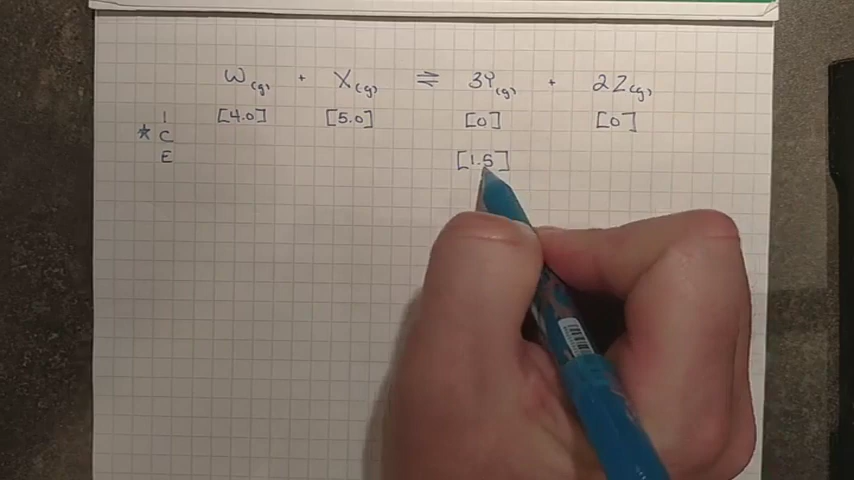 W(g) + X(g) ⇌ 3Y(g) + 2Z(g)
I [4.0] [5.0] [0] [0]
★ C
E [1.5]